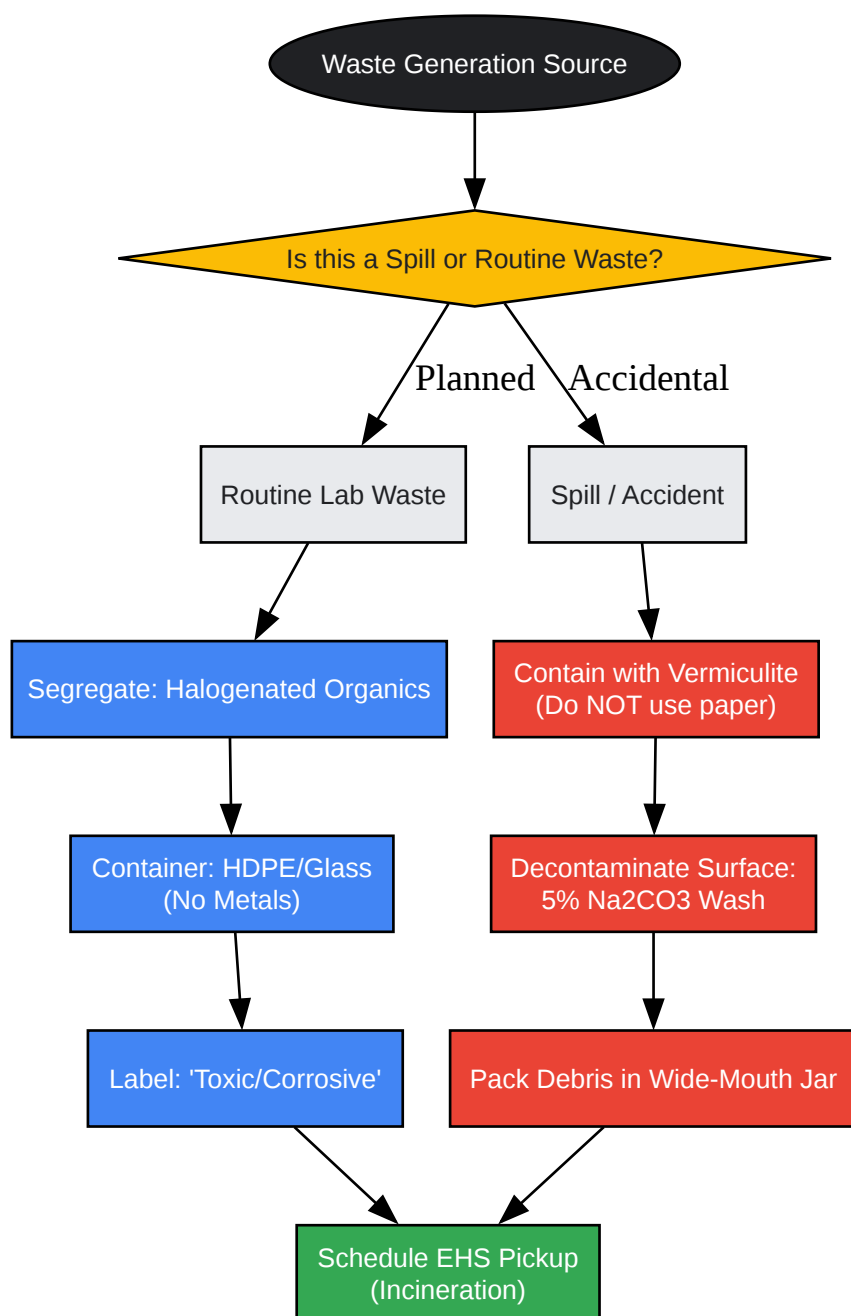 Waste Generation Source
Is this a Spill or Routine Waste?
Planned
Accidental
Routine Lab Waste
Spill / Accident
Segregate: Halogenated Organics
Contain with Vermiculite
(Do NOT use paper)
Container: HDPE/Glass
(No Metals)
Decontaminate Surface:
5% Na2CO3 Wash
Label: 'Toxic/Corrosive'
Pack Debris in Wide-Mouth Jar
Schedule EHS Pickup
(Incineration)